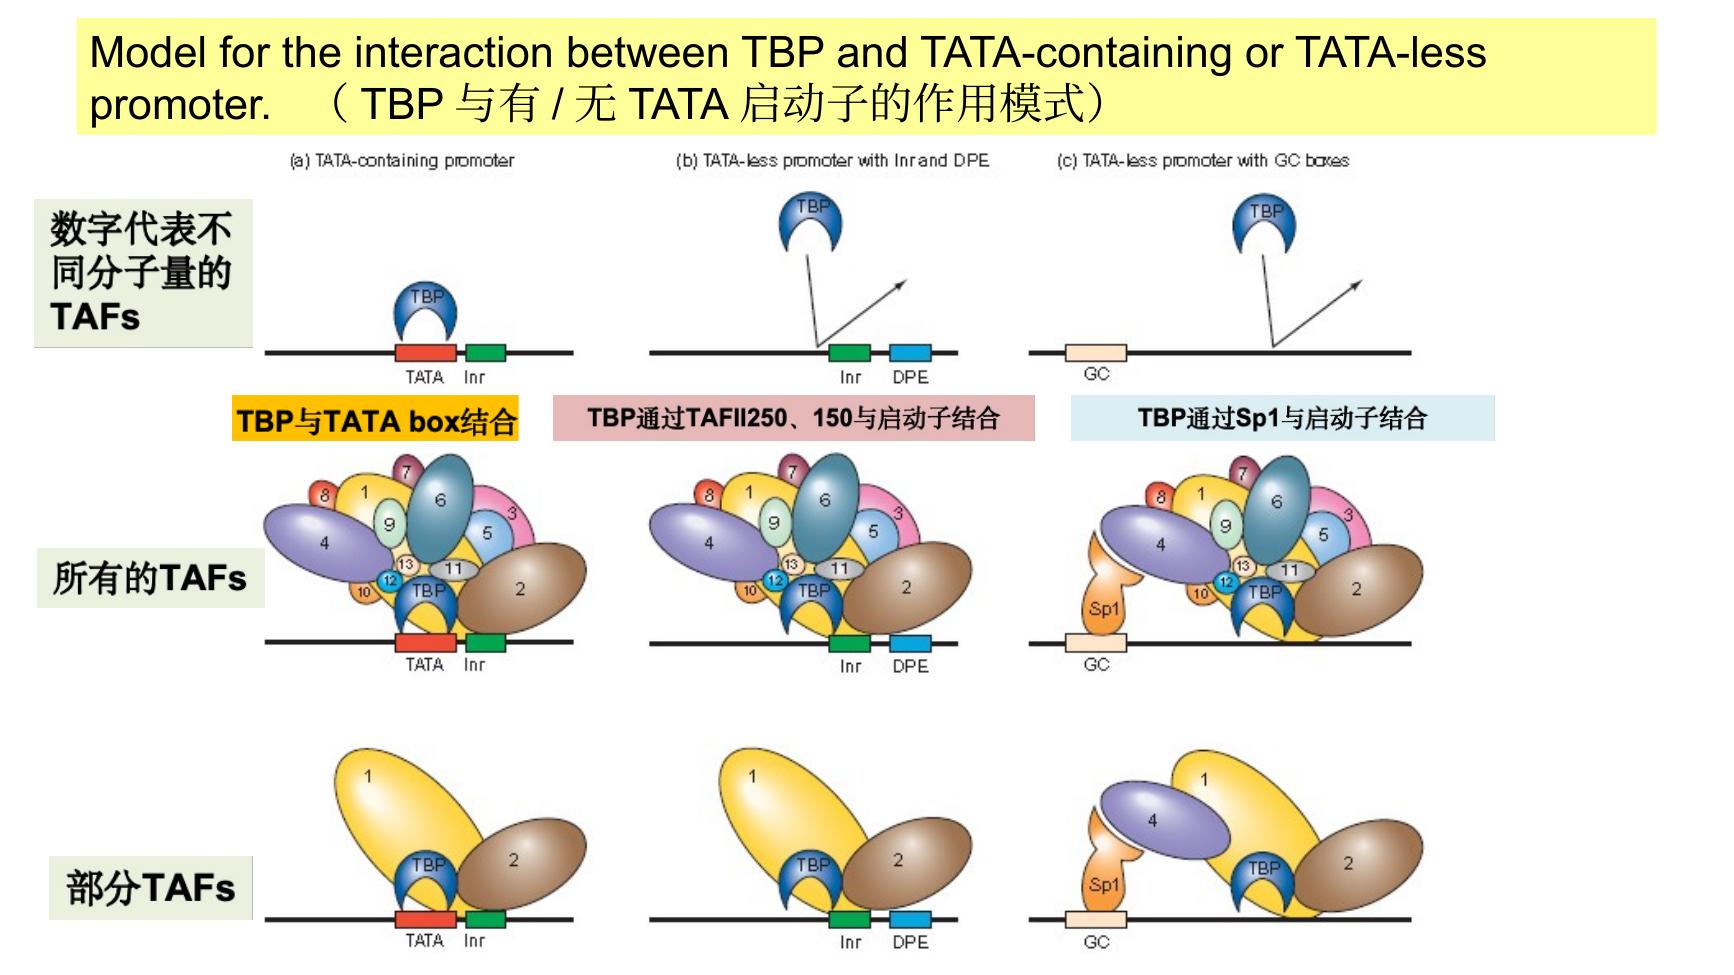 Model for the interaction between TBP and TATA-containing or TATA-less
promoter. （ TBP 与有 / 无 TATA 启动子的作用模式）
(a) TATA-containing promoter
(b) TATA-less promoter with Inr and DPE
(c) TATA-less promoter with GC boxes
数字代表不
同分子量的
TAFs
TBP
TATA Inr
TBP
Inr DPE
TBP
GC
TBP与TATA box结合
TBP通过TAFII250、150与启动子结合
TBP通过Sp1与启动子结合
所有的TAFs
7
8 1 6
9 3
4 5
13 11
12
10 TBP 2
TATA Inr
7
8 1 6
9 3
4 5
13 11
12
10 TBP 2
Inr DPE
7
8 1 6
9 3
4 5
13 11
12
10 TBP 2
Sp1
GC
部分TAFs
1
TBP 2
TATA Inr
1
TBP 2
Inr DPE
1
4
TBP 2
Sp1
GC